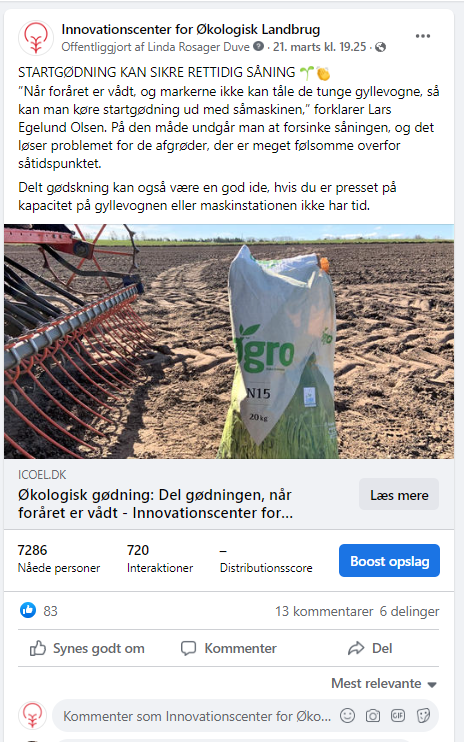 Innovationscenter for Økologisk Landbrug
Offentliggjort af Linda Rosager Duve · 21. marts kl. 19.25 ·
STARTGØDNING KAN SIKRE RETTIDIG SÅNING
"Når foråret er vådt, og markerne ikke kan tåle de tunge gyllevogne, så
kan man køre startgødning ud med såmaskinen," forklarer Lars
Egelund Olsen. På den måde undgår man at forsinke såningen, og det
løser problemet for de afgrøder, der er meget følsomme overfor
såtidspunktet.
Delt gødskning kan også være en god ide, hvis du er presset på
kapacitet på gyllevognen eller maskinstationen ikke har tid.
øgro
N15
20 kg
ICOEL.DK
Økologisk gødning: Del gødningen, når
foråret er vådt - Innovationscenter for...
Læs mere
7286
Nåede personer
720
Interaktioner
–
Distributionsscore
Boost opslag
83
13 kommentarer 6 delinger
Synes godt om
Kommenter
Del
Mest relevante
Kommenter som Innovationscenter for Øko...
GIF